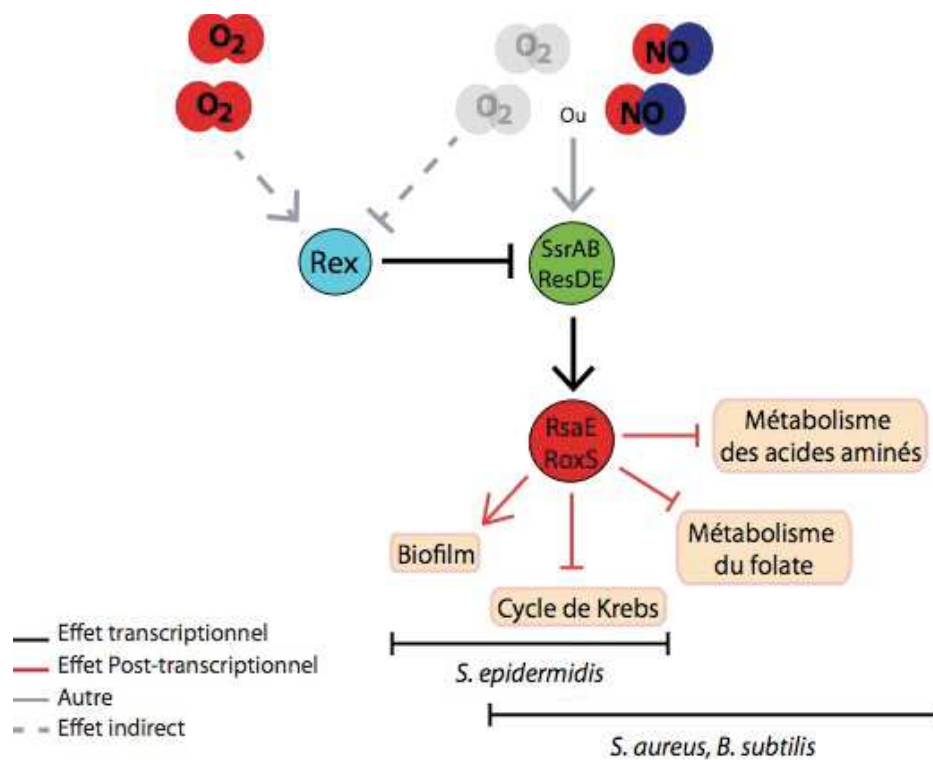 O2
O2
O2
O2
Ou
NO
NO
Rex
SsrAB
ResDE
RsaE
RoxS
Métabolisme
des acides aminés
Métabolisme
du folate
Biofilm
Cycle de Krebs
Effet transcriptionnel
Effet Post-transcriptionnel
Autre
Effet indirect
S. epidermidis
S. aureus, B. subtilis